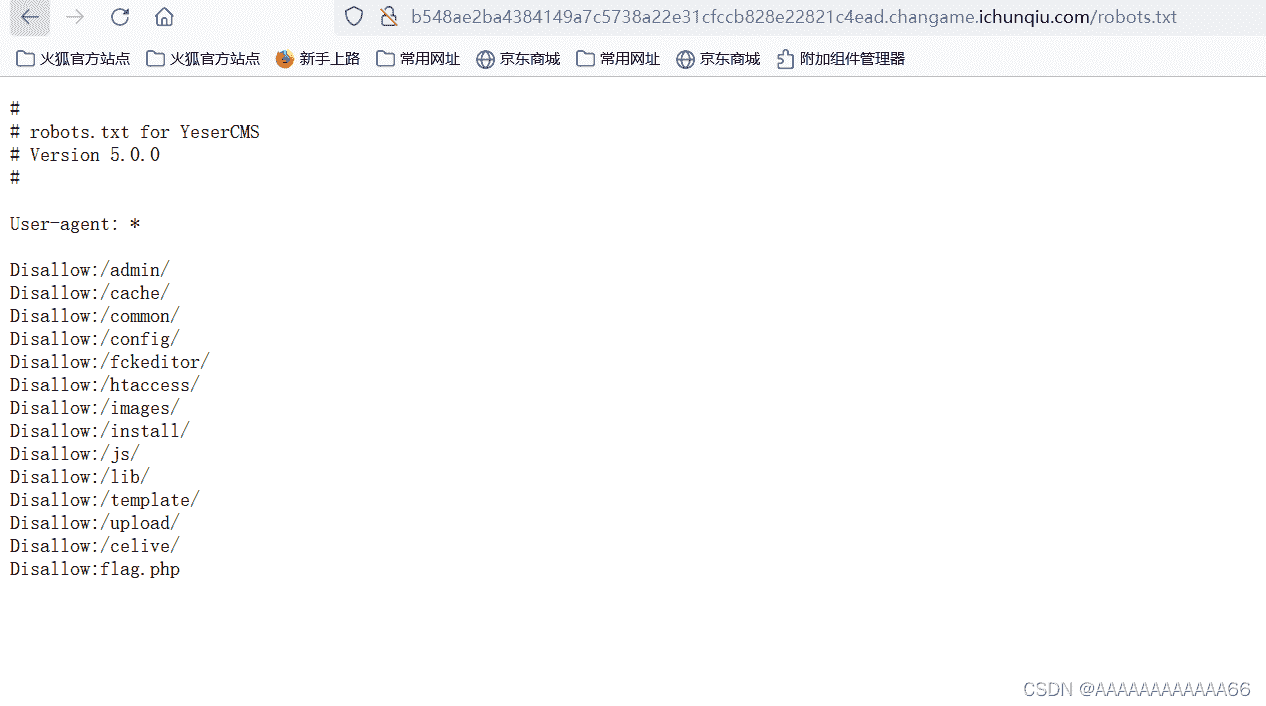 b548ae2ba4384149a7c5738a22e31cfccb828e22821c4ead.changame.ichunqiu.com/robots.txt
火狐官方站点 火狐官方站点 新手上路 常用网址 京东商城 常用网址 京东商城 附加组件管理器
#
# robots.txt for YeserCMS
# Version 5.0.0
#
User-agent: *
Disallow:/admin/
Disallow:/cache/
Disallow:/common/
Disallow:/config/
Disallow:/fckeditor/
Disallow:/htaccess/
Disallow:/images/
Disallow:/install/
Disallow:/js/
Disallow:/lib/
Disallow:/template/
Disallow:/upload/
Disallow:/celive/
Disallow:flag.php
CSDN @AAAAAAAAAAAA66